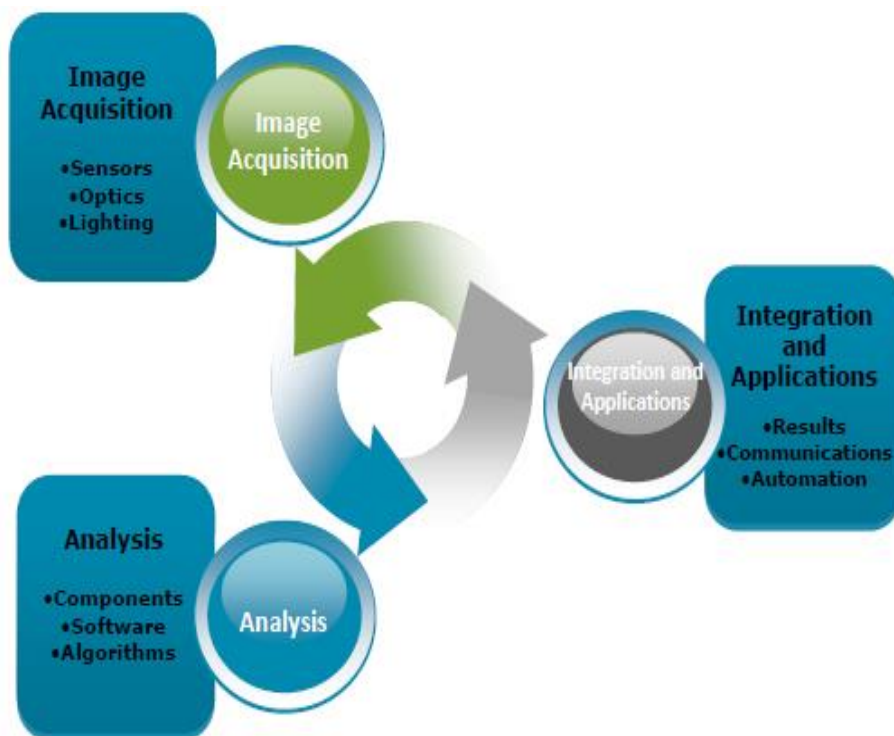 Image
Acquisition
•Sensors
•Optics
•Lighting
Image
Acquisition
Integration
and
Applications
•Results
•Communications
•Automation
Integration and
Applications
Analysis
•Components
•Software
•Algorithms
Analysis